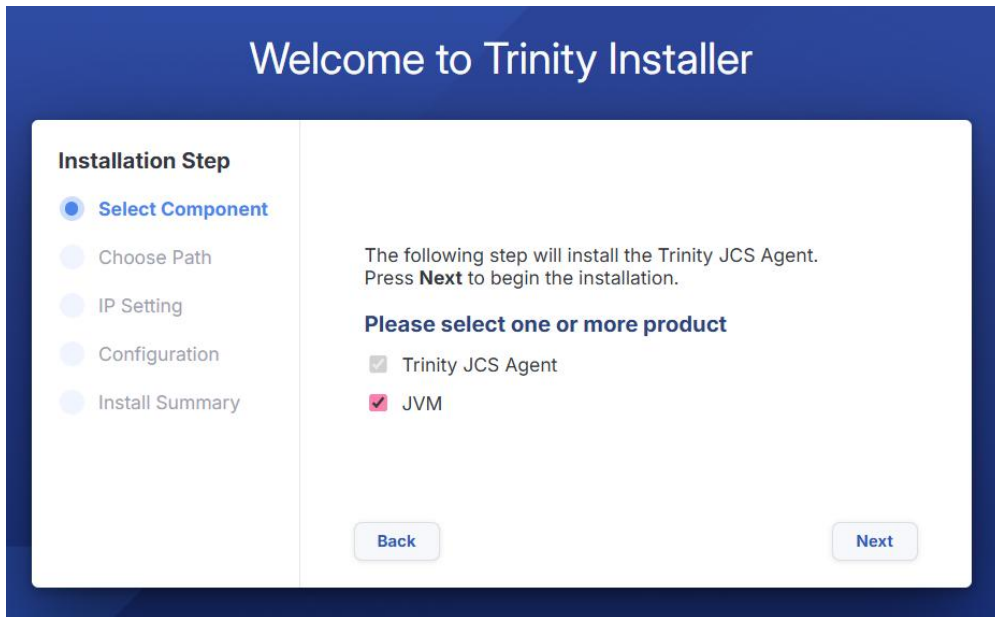 Welcome to Trinity Installer
Installation Step
Select Component
Choose Path
IP Setting
Configuration
Install Summary
The following step will install the Trinity JCS Agent.
Press Next to begin the installation.
Please select one or more product
Trinity JCS Agent
JVM
Back
Next